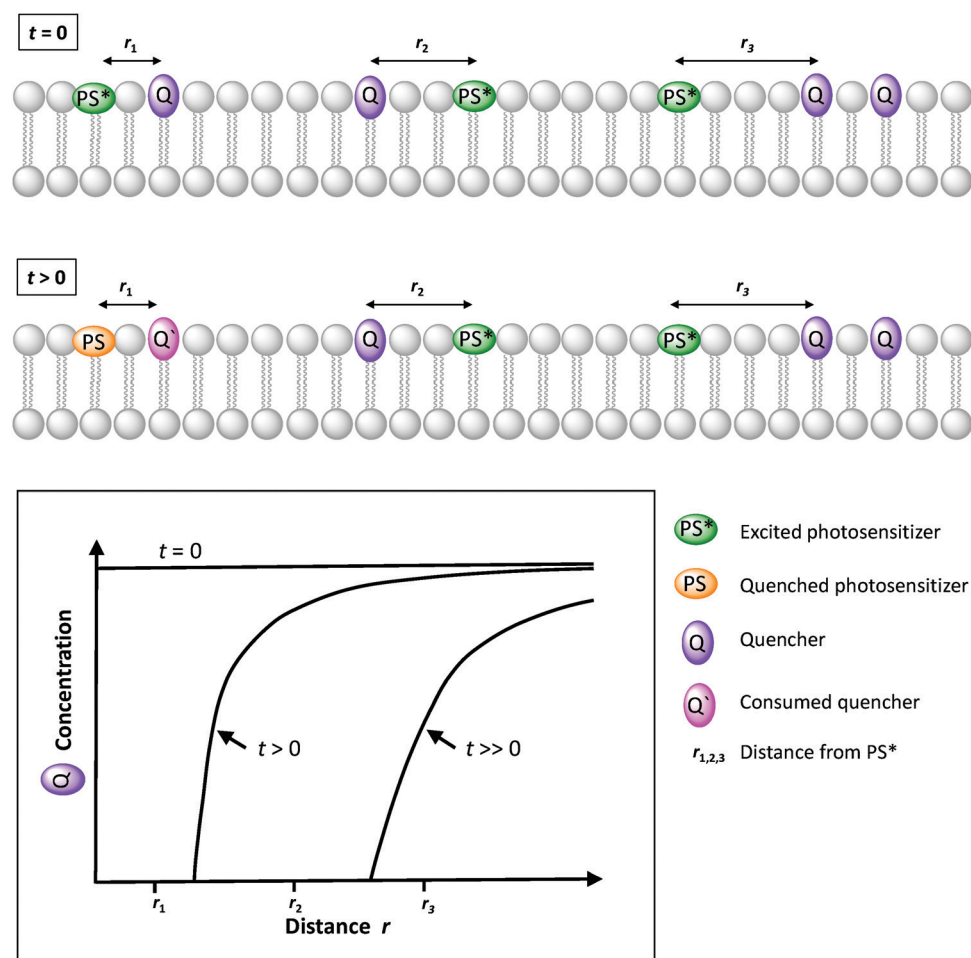 t = 0
r1 r2 r3
PS* Q Q PS* PS* Q Q
t > 0
r1 r2 r3
PS Q` Q PS* PS* Q Q
t = 0
t > 0
t >> 0
Q Concentration
r1 r2 r3
Distance r
PS* Excited photosensitizer
PS Quenched photosensitizer
Q Quencher
Q` Consumed quencher
r1,2,3 Distance from PS*